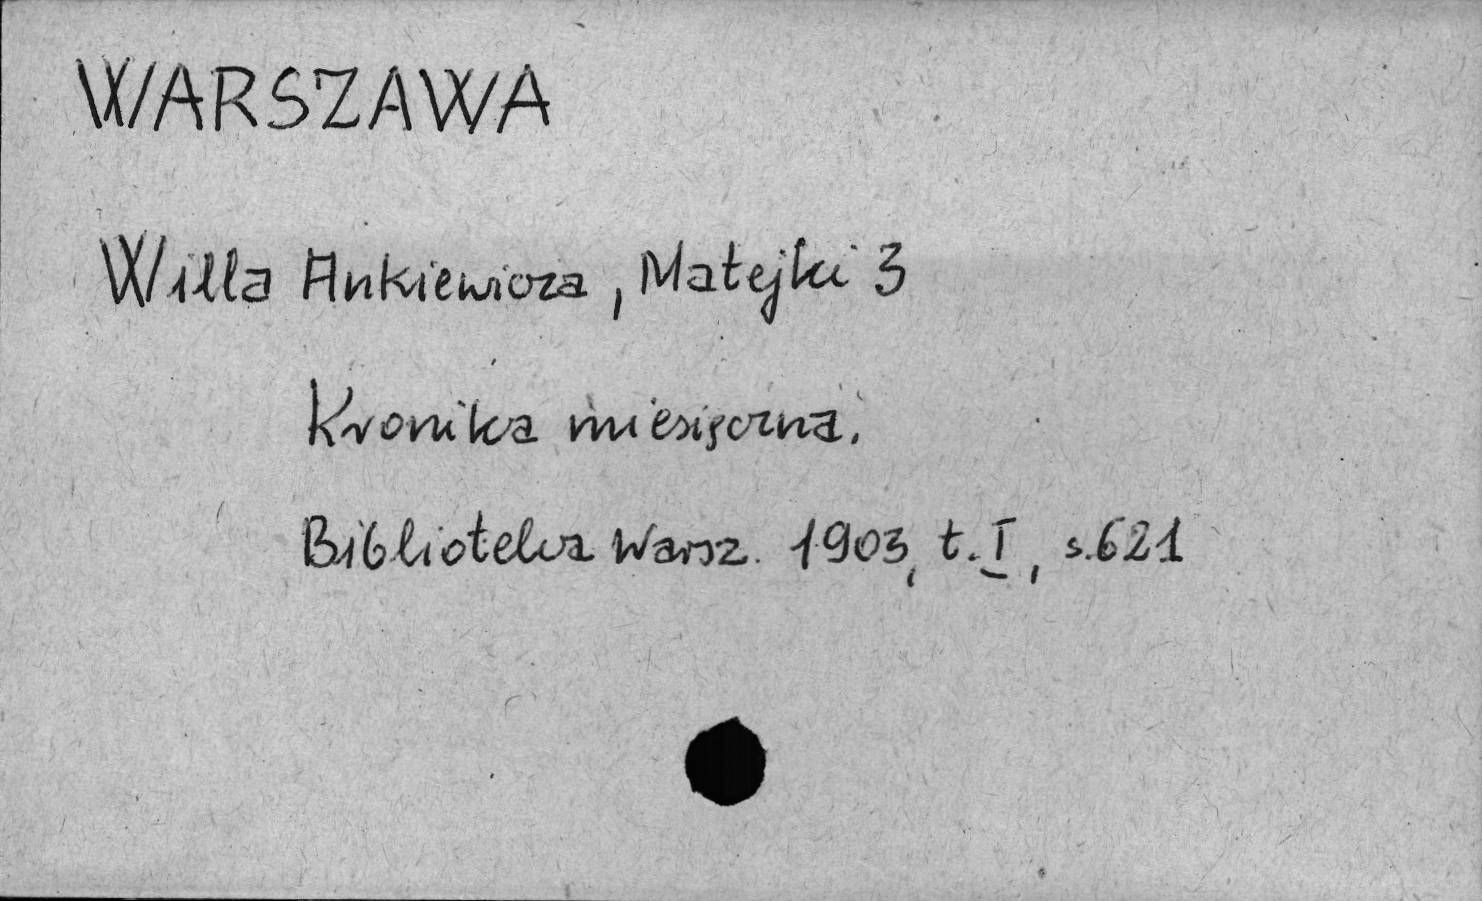 WARSZAWA
Willa Ankiewicza, Matejki 3
Kronika miesięczna.
Biblioteka Warsz. 1903, t. I, s. 621